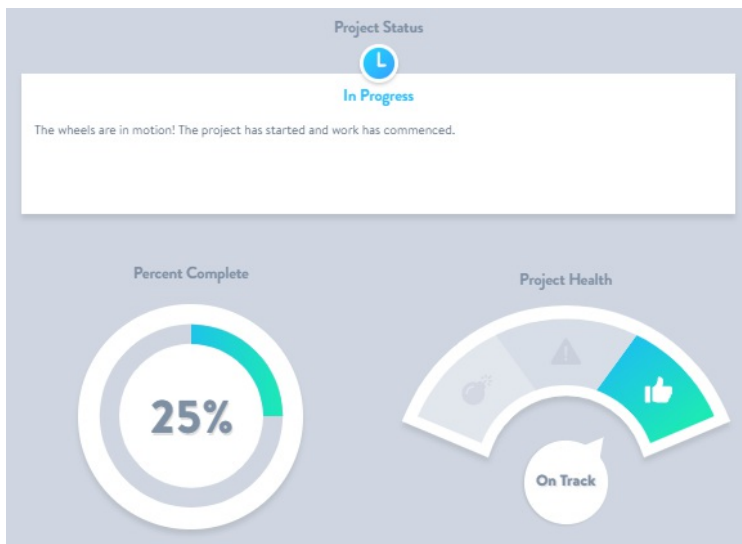 Project Status
In Progress
The wheels are in motion! The project has started and work has commenced.
Percent Complete
25%
Project Health
On Track